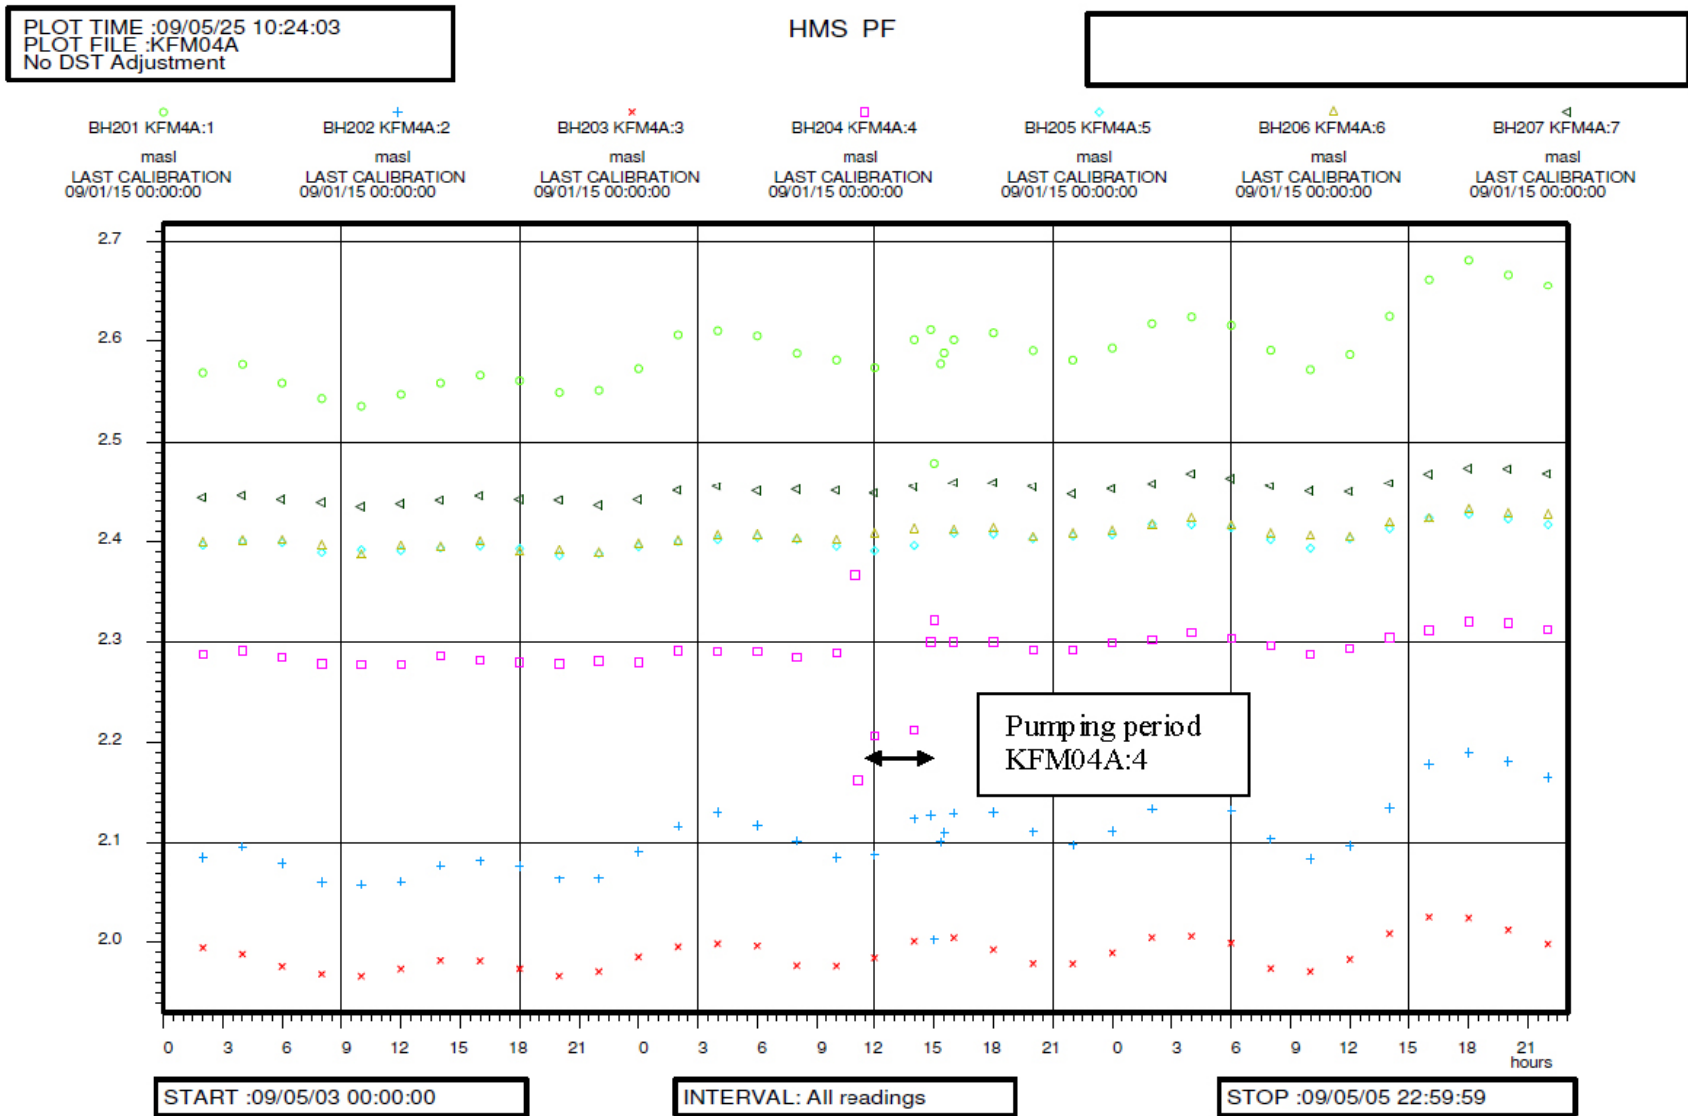 PLOT TIME :09/05/25 10:24:03
PLOT FILE :KFM04A
No DST Adjustment
HMS PF
BH201 KFM4A:1 BH202 KFM4A:2 BH203 KFM4A:3 BH204 KFM4A:4 BH205 KFM4A:5 BH206 KFM4A:6 BH207 KFM4A:7
masl masl masl masl masl masl masl
LAST CALIBRATION LAST CALIBRATION LAST CALIBRATION LAST CALIBRATION LAST CALIBRATION LAST CALIBRATION LAST CALIBRATION
09/01/15 00:00:00 09/01/15 00:00:00 09/01/15 00:00:00 09/01/15 00:00:00 09/01/15 00:00:00 09/01/15 00:00:00 09/01/15 00:00:00
2.7
2.6
2.5
2.4
2.3
2.2
2.1
2.0
Pumping period
KFM04A:4
0 3 6 9 12 15 18 21 0 3 6 9 12 15 18 21 0 3 6 9 12 15 18 21
hours
START :09/05/03 00:00:00 INTERVAL: All readings STOP :09/05/05 22:59:59